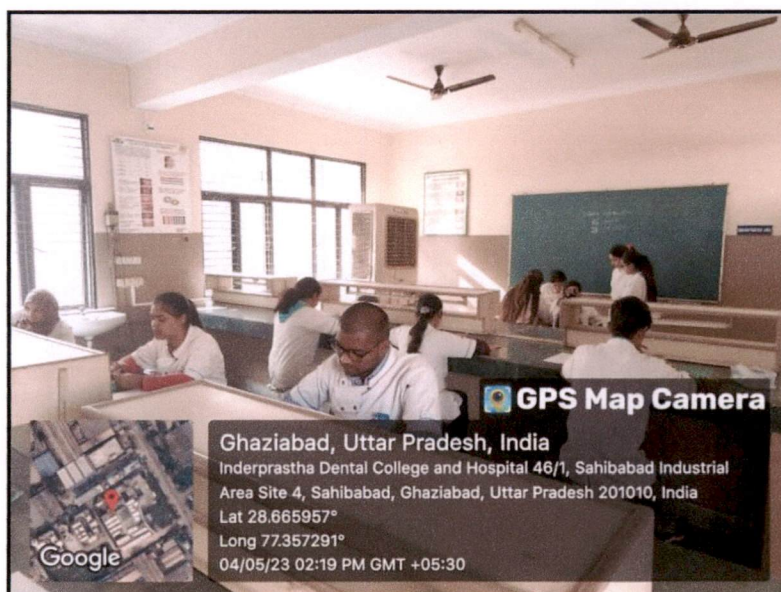 GPS Map Camera
Ghaziabad, Uttar Pradesh, India
Inderprastha Dental College and Hospital 46/1, Sahibabad Industrial
Area Site 4, Sahibabad, Ghaziabad, Uttar Pradesh 201010, India
Lat 28.665957°
Long 77.357291°
04/05/23 02:19 PM GMT +05:30
Google